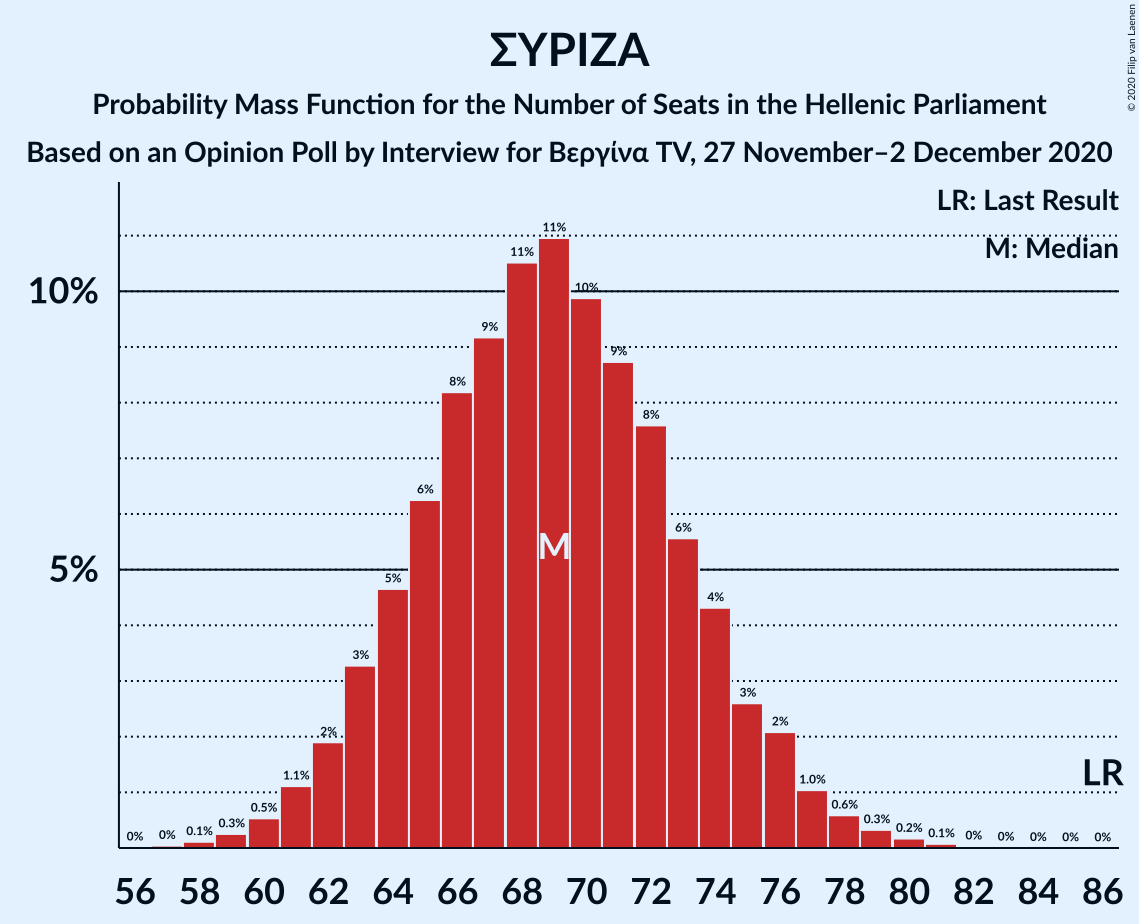 ΣΥΡΙΖΑ
Probability Mass Function for the Number of Seats in the Hellenic Parliament
Based on an Opinion Poll by Interview for Βεργίνα TV, 27 November–2 December 2020
© 2020 Filip van Laenen
LR: Last Result
M: Median
10%
5%
0% 0% 0.1% 0.3% 0.5% 1.1% 2% 3% 5% 6% 8% 9% 11% 11% 10% 9% 8% 6% 4% 3% 2% 1.0% 0.6% 0.3% 0.2% 0.1% 0% 0% 0% 0% 0%
M
LR
56 58 60 62 64 66 68 70 72 74 76 78 80 82 84 86